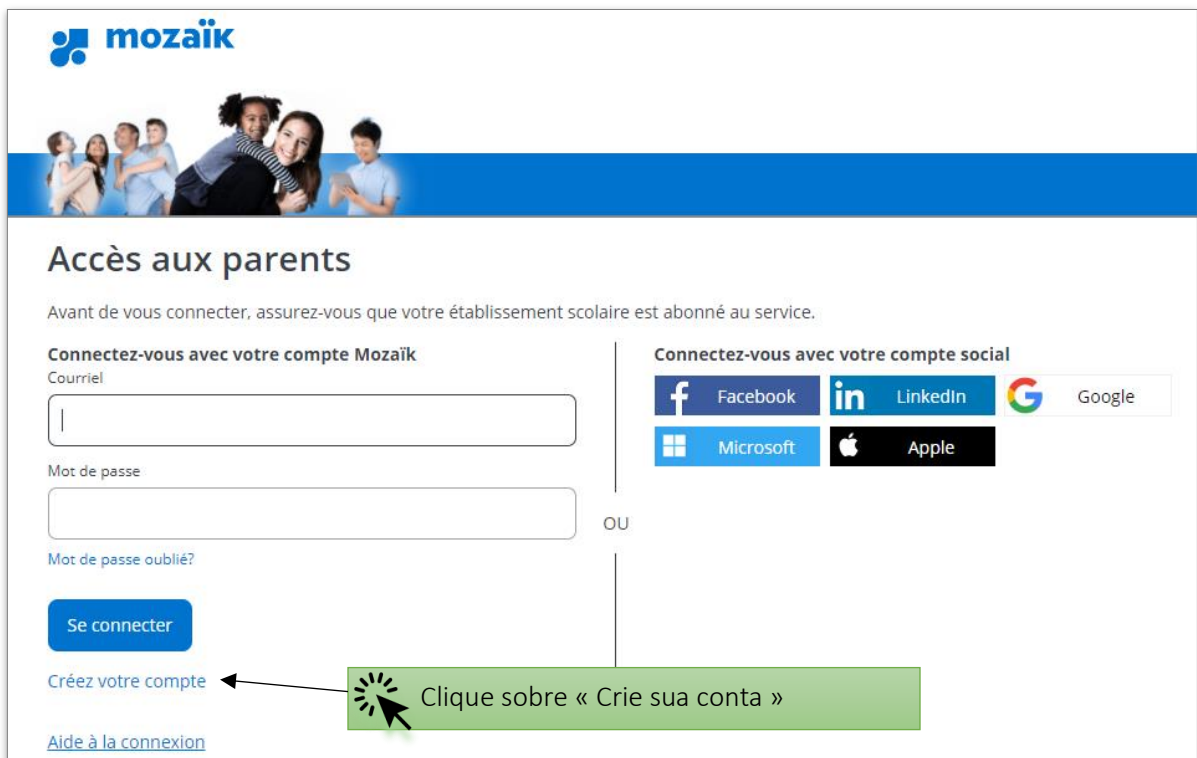 mozaïk
Accès aux parents
Avant de vous connecter, assurez-vous que votre établissement scolaire est abonné au service.
Connectez-vous avec votre compte Mozaïk
Courriel
Mot de passe
Mot de passe oublié?
Se connecter
Créez votre compte
Aide à la connexion
OU
Connectez-vous avec votre compte social
Facebook
LinkedIn
Google
Microsoft
Apple
Clique sobre « Crie sua conta »